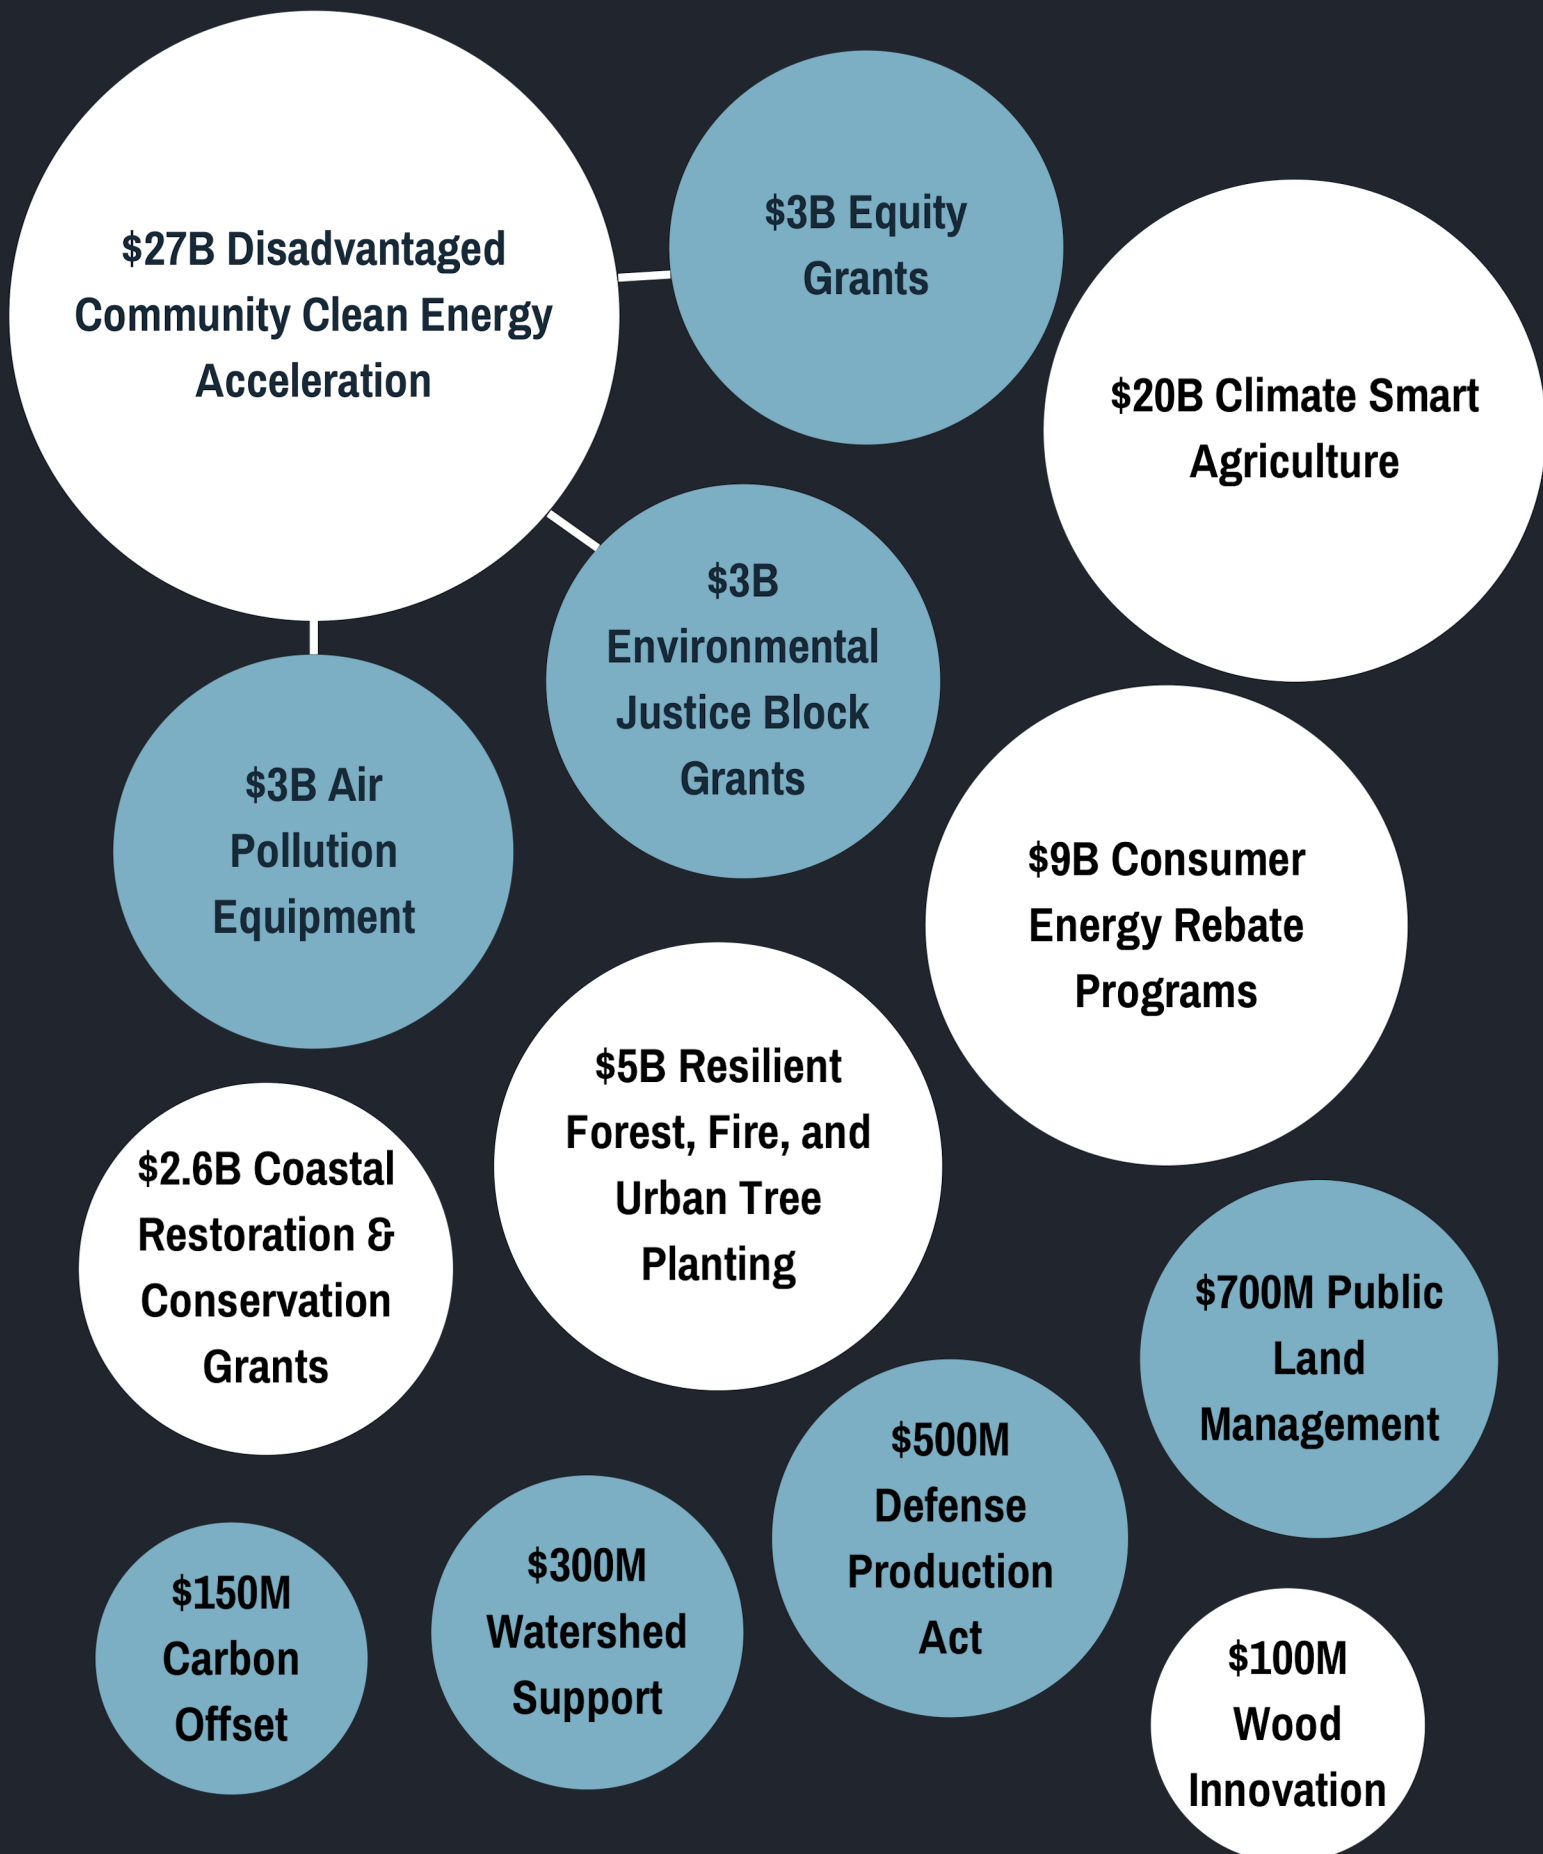 $27B Disadvantaged
Community Clean Energy
Acceleration
$3B Equity
Grants
$20B Climate Smart
Agriculture
$3B
Environmental
Justice Block
Grants
$3B Air
Pollution
Equipment
$9B Consumer
Energy Rebate
Programs
$5B Resilient
Forest, Fire, and
Urban Tree
Planting
$2.6B Coastal
Restoration &
Conservation
Grants
$700M Public
Land
Management
$500M
Defense
Production
Act
$300M
Watershed
Support
$150M
Carbon
Offset
$100M
Wood
Innovation